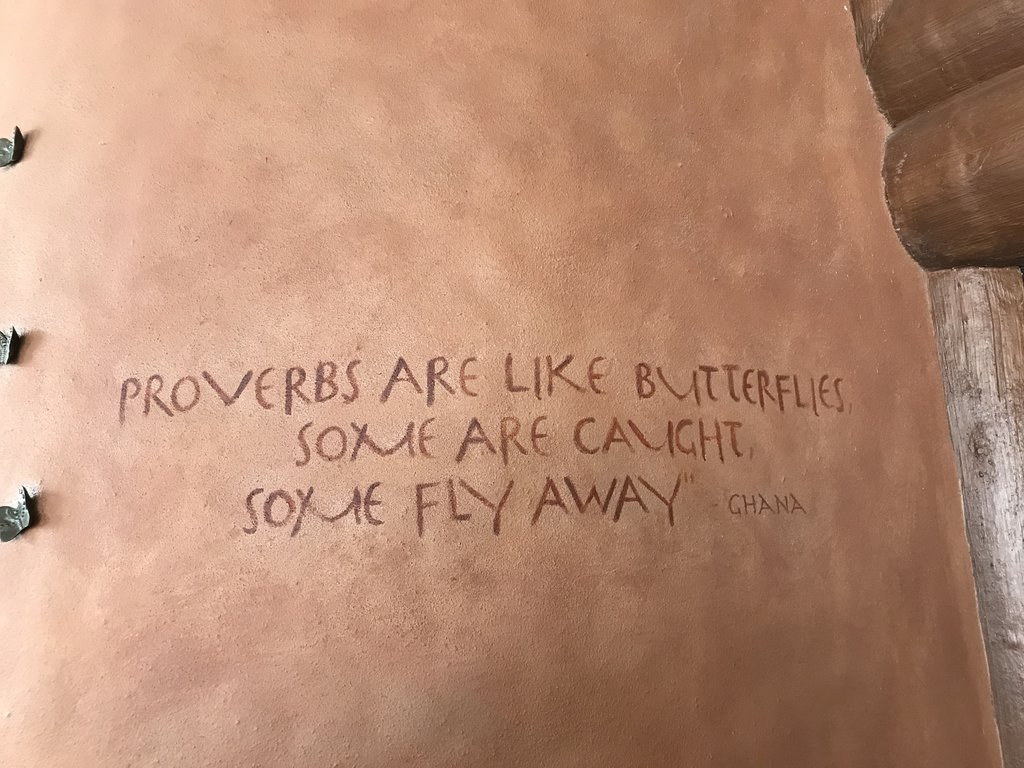 PROVERBS ARE LIKE BUTTERFLIES,
SOME ARE CAUGHT,
SOME FLY AWAY" - GHANA